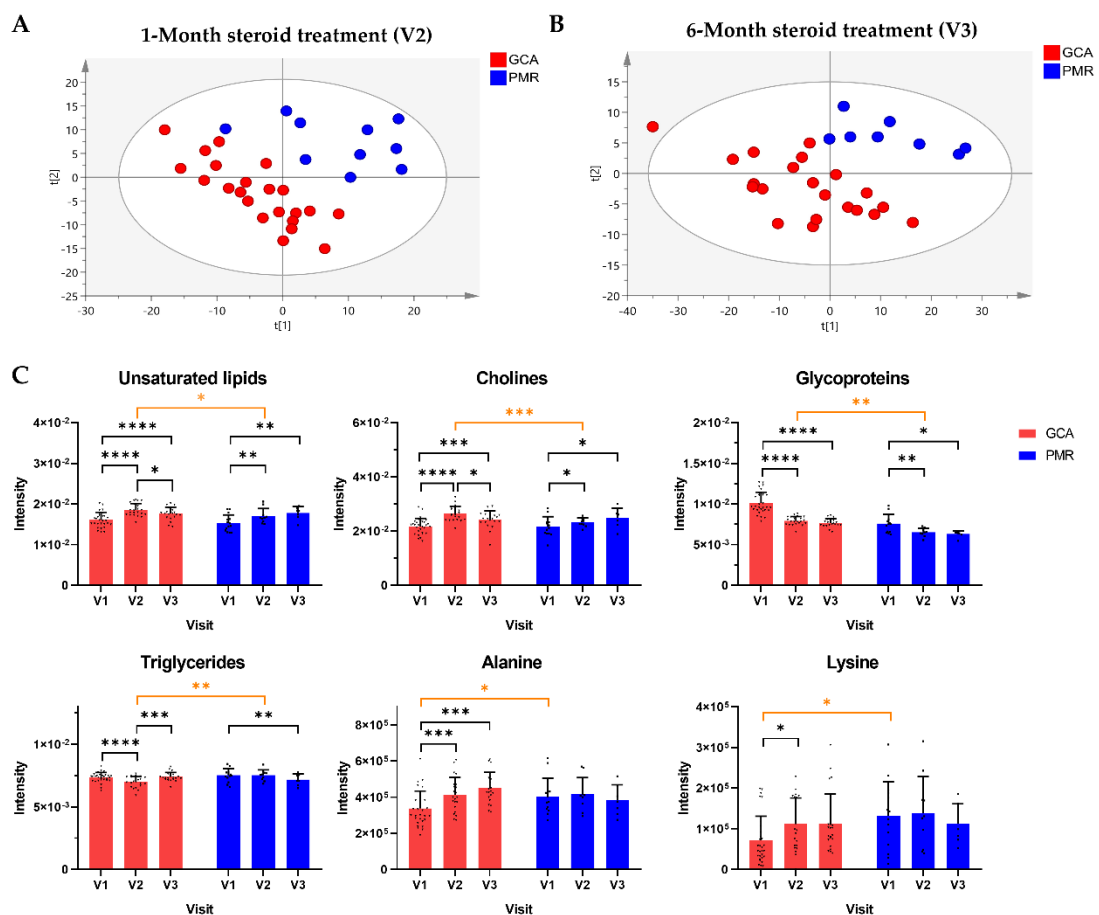 A
1-Month steroid treatment (V2)
GCA
PMR
20
15
10
5
0
-5
-10
-15
-20
-25
t[2]
-30
-20
-10
0
10
20
t[1]
B
6-Month steroid treatment (V3)
GCA
PMR
15
10
5
0
-5
-10
-15
-20
t[2]
-40
-30
-20
-10
0
10
20
30
t[1]
C
Unsaturated lipids
*
**** **
**** * **
4×10⁻²
3×10⁻²
2×10⁻²
1×10⁻²
0
Intensity
V1 V2 V3 V1 V2 V3
Visit
Cholines
***
*** *
**** * *
6×10⁻²
4×10⁻²
2×10⁻²
0
Intensity
V1 V2 V3 V1 V2 V3
Visit
Glycoproteins
**
**** *
**** **
2×10⁻²
1×10⁻²
5×10⁻³
0
Intensity
V1 V2 V3 V1 V2 V3
Visit
GCA
PMR
Triglycerides
**
*** **
****
1×10⁻²
5×10⁻³
0
Intensity
V1 V2 V3 V1 V2 V3
Visit
Alanine
*
***
***
8×10⁵
6×10⁵
4×10⁵
2×10⁵
0
Intensity
V1 V2 V3 V1 V2 V3
Visit
Lysine
*
*
4×10⁵
3×10⁵
2×10⁵
1×10⁵
0
Intensity
V1 V2 V3 V1 V2 V3
Visit